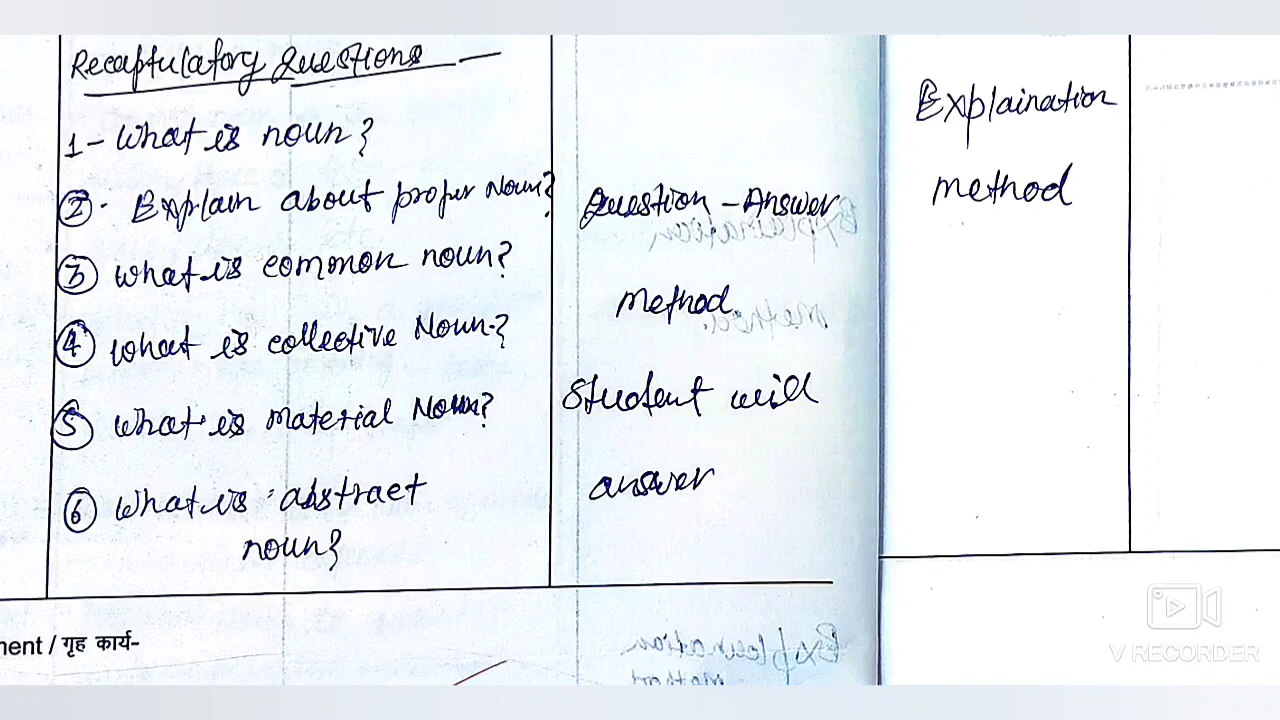 Recaptulatory Questions —
1- What is noun?
②. Explain about proper Noun?
③ What is common noun?
④ What is collective Noun?
⑤ What is Material Noun?
⑥ What is abstract
noun?
Question - Answer
Method.
Student will
answer
Explaination
method
ment / गृह कार्य-
V RECORDER